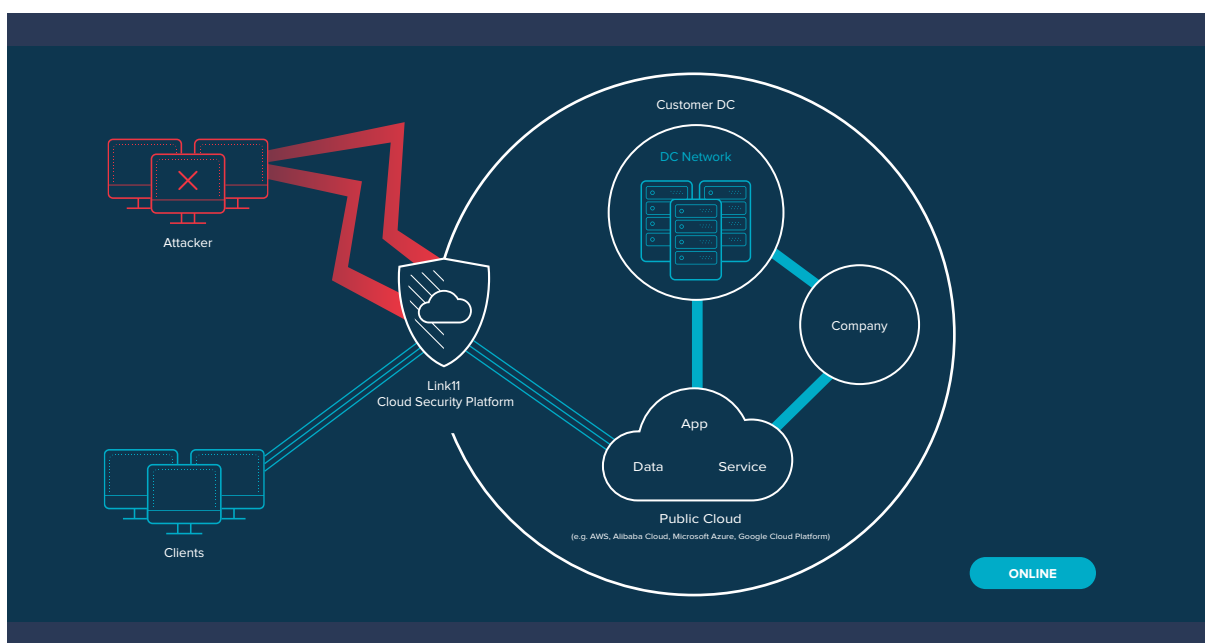 Customer DC
DC Network
Attacker
Company
Link11
Cloud Security Platform
App
Data
Service
Public Cloud
(e.g. AWS, Alibaba Cloud, Microsoft Azure, Google Cloud Platform)
Clients
ONLINE